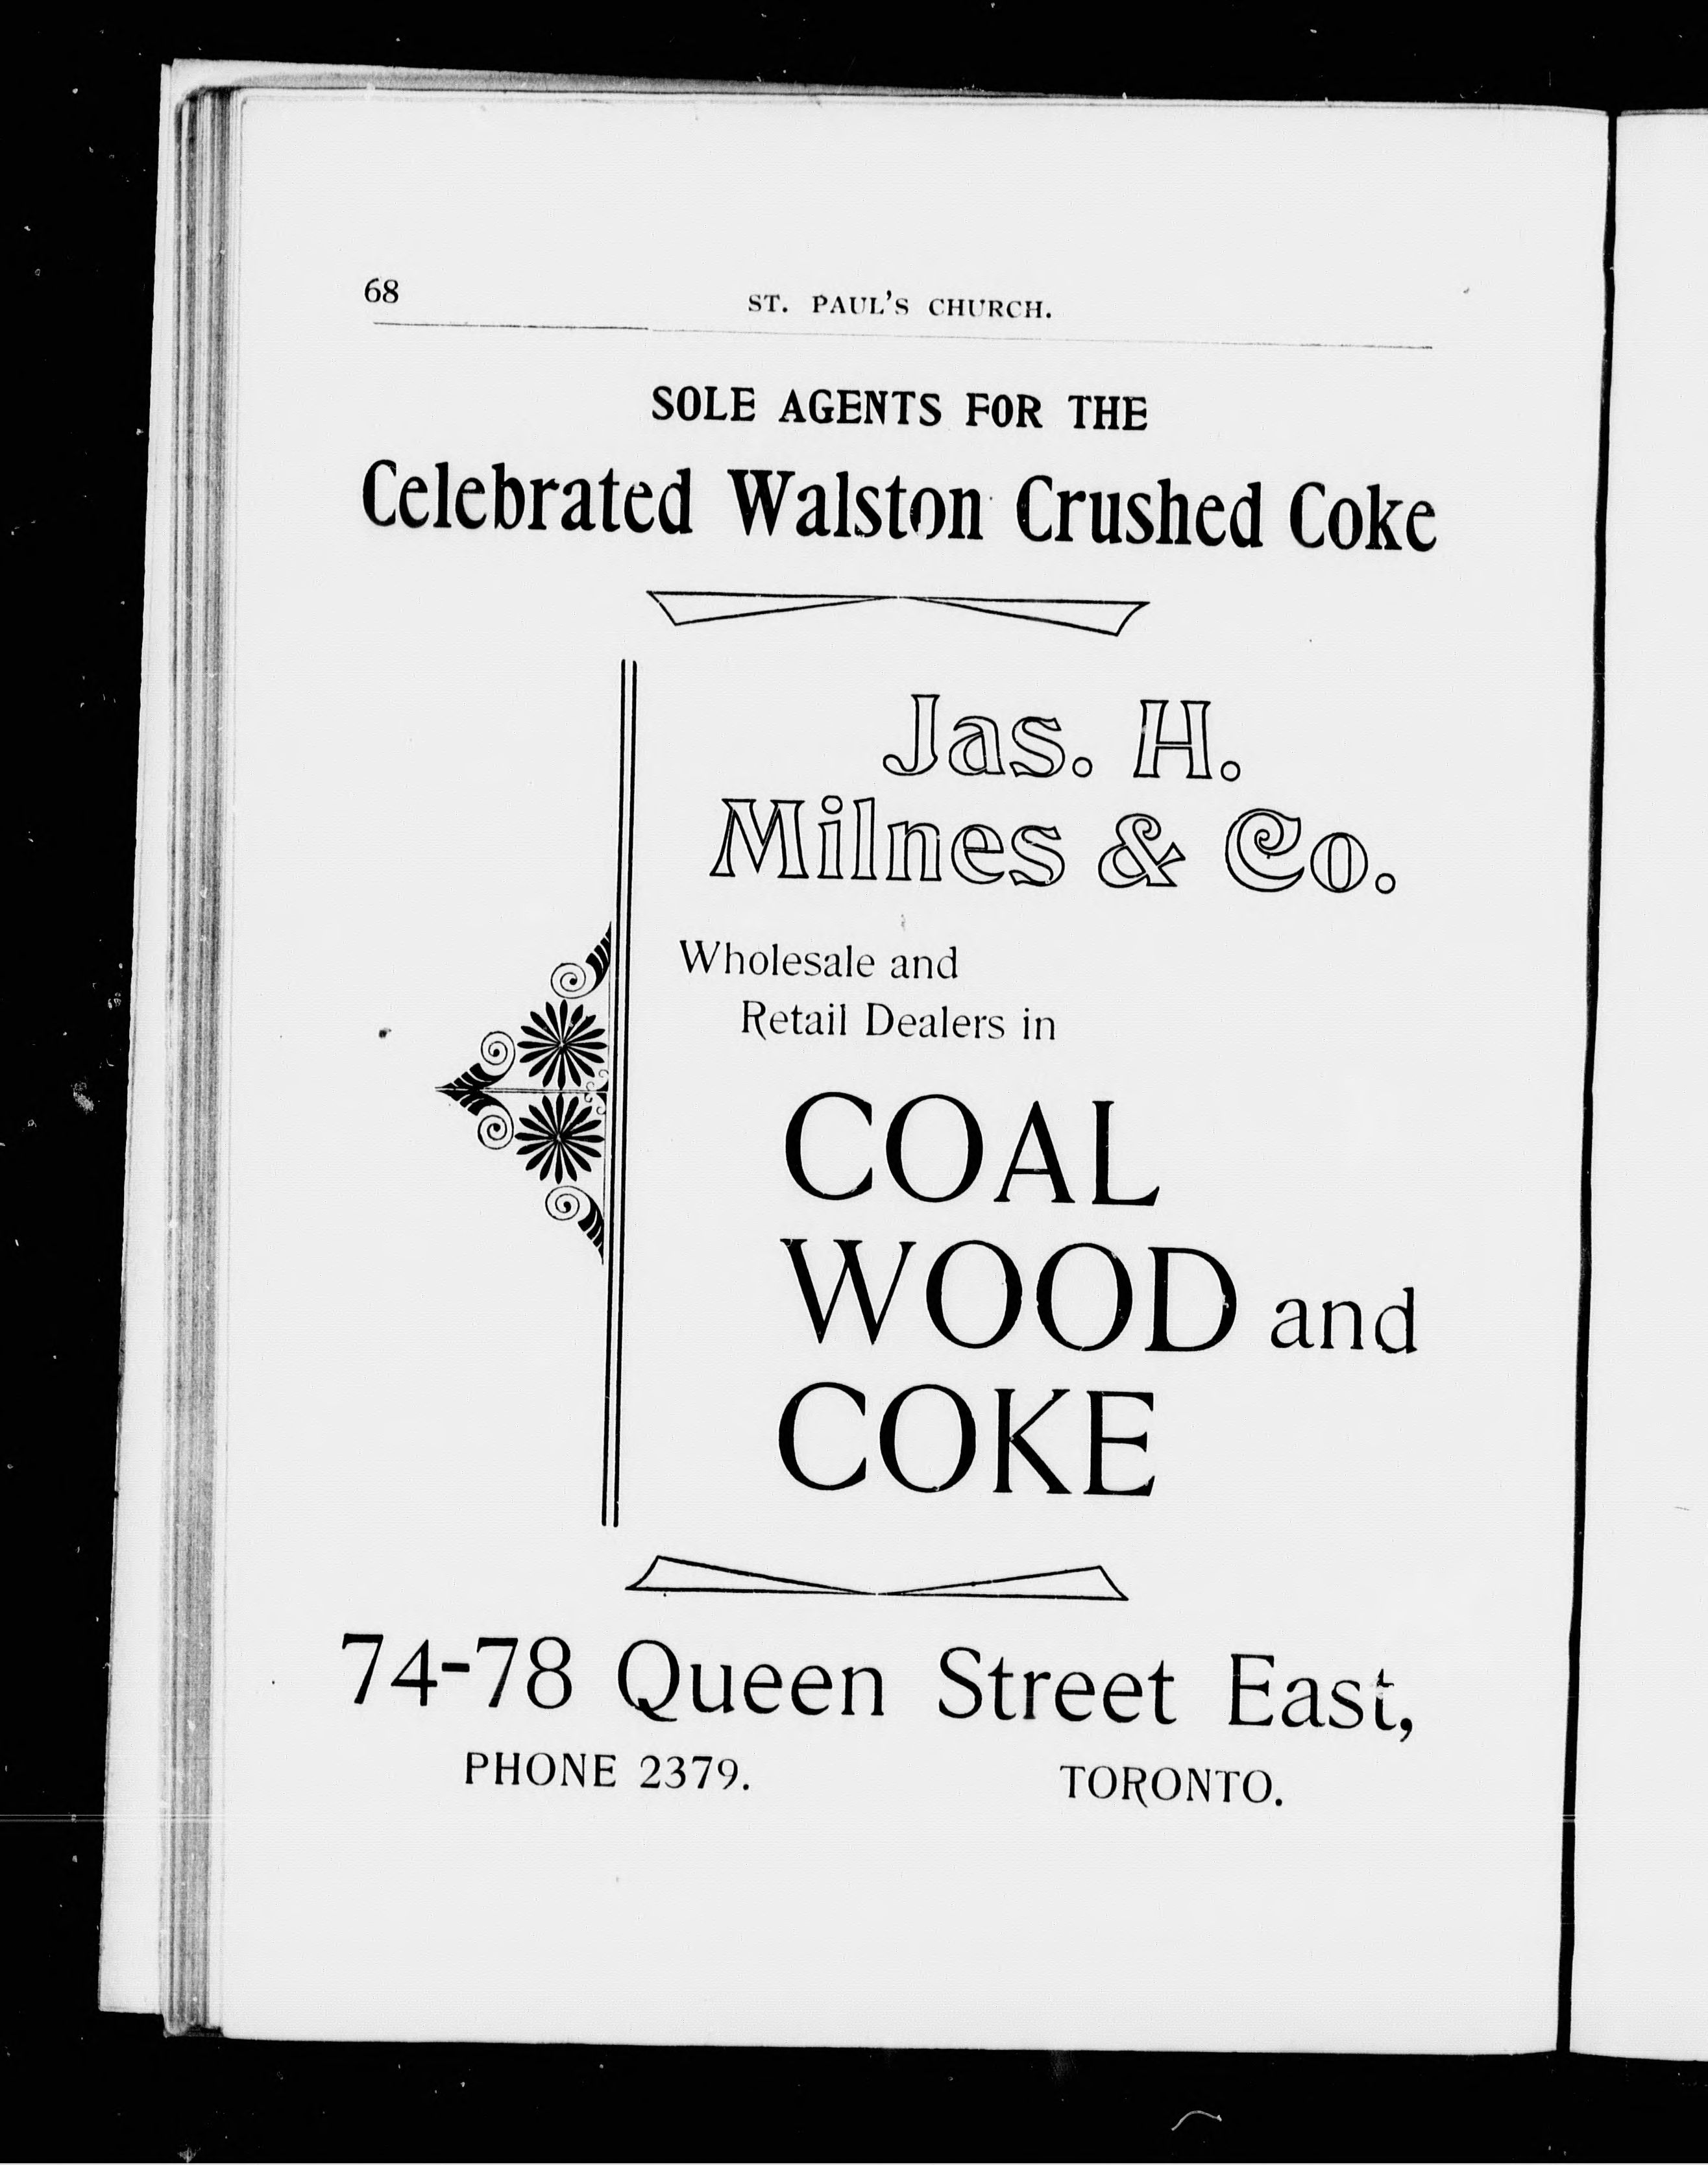 68
ST. PAUL'S CHURCH.
SOLE AGENTS FOR THE
Celebrated Walston Crushed Coke
Jas. H.
Milnes & Co.
Wholesale and
Retail Dealers in
COAL
WOOD and
COKE
74-78 Queen Street East,
PHONE 2379. TORONTO.